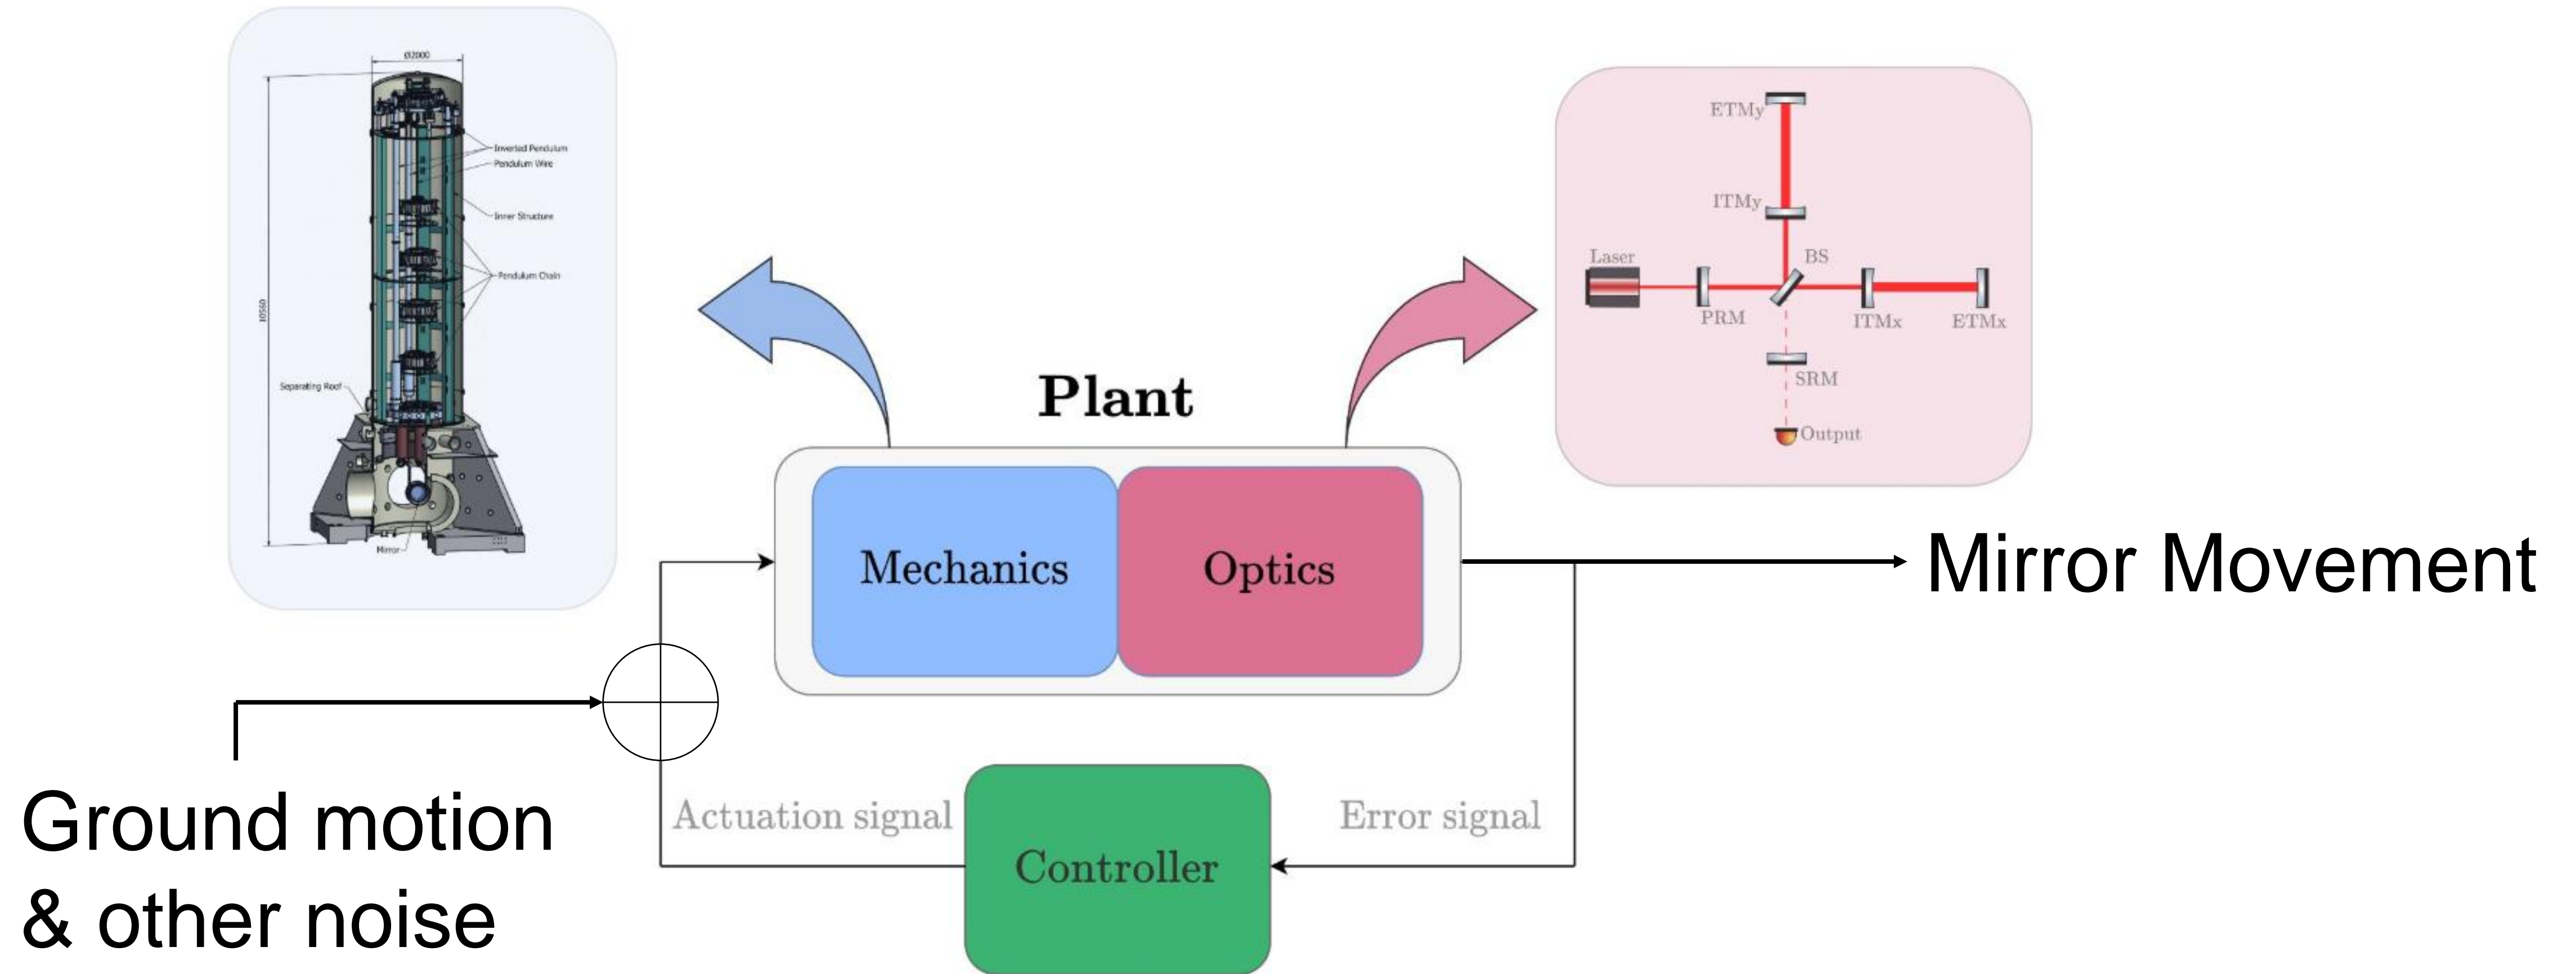 Ø2000
Inverted Pendulum
Pendulum Wire
Inner Structure
Pendulum Chain
10560
Separating Roof
Mirror
ETMy
ITMy
Laser
BS
PRM
ITMx
ETMx
SRM
Output
Plant
Mechanics
Optics
Mirror Movement
Ground motion
& other noise
Actuation signal
Controller
Error signal